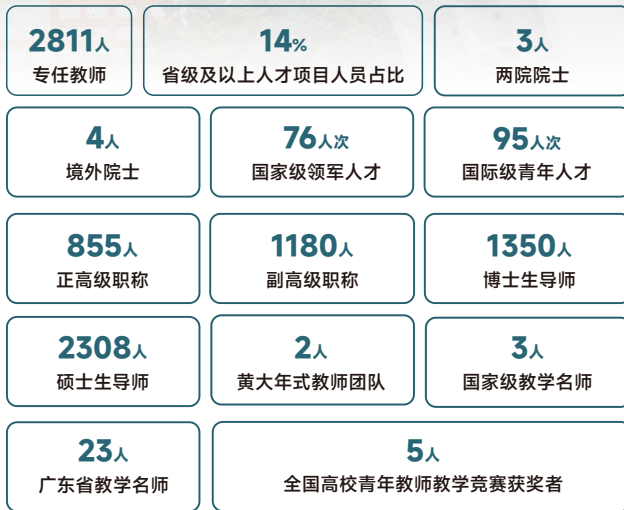 2811人
专任教师
14%
省级及以上人才项目人员占比
3人
两院院士
4人
境外院士
76人次
国家级领军人才
95人次
国际级青年人才
855人
正高级职称
1180人
副高级职称
1350人
博士生导师
2308人
硕士生导师
2人
黄大年式教师团队
3人
国家级教学名师
23人
广东省教学名师
5人
全国高校青年教师教学竞赛获奖者